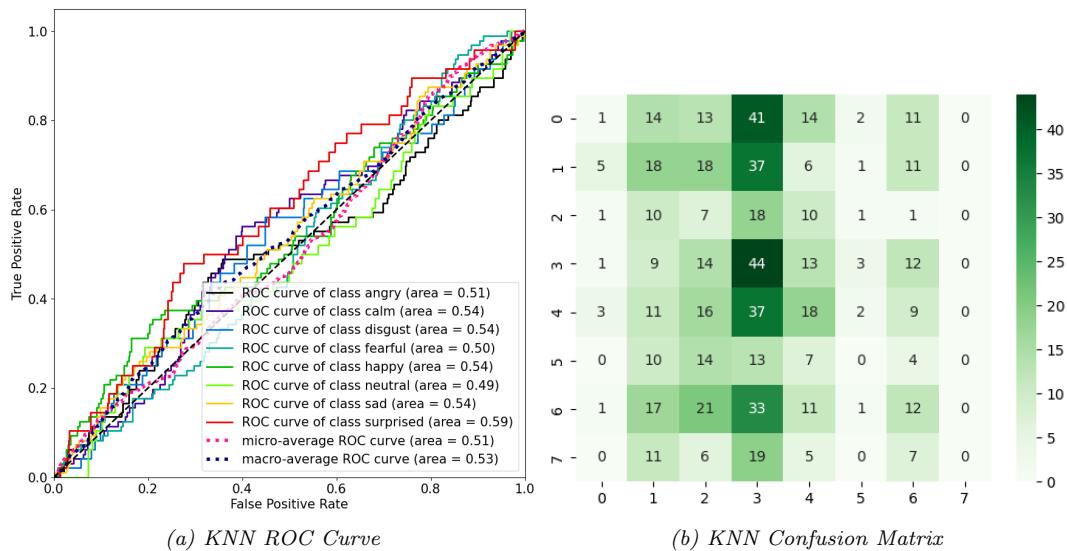 1.0
0.8
0.6
0.4
0.2
0.0
True Positive Rate
ROC curve of class angry (area = 0.51)
ROC curve of class calm (area = 0.54)
ROC curve of class disgust (area = 0.54)
ROC curve of class fearful (area = 0.50)
ROC curve of class happy (area = 0.54)
ROC curve of class neutral (area = 0.49)
ROC curve of class sad (area = 0.54)
ROC curve of class surprised (area = 0.59)
micro-average ROC curve (area = 0.51)
macro-average ROC curve (area = 0.53)
0.0 0.2 0.4 0.6 0.8 1.0
False Positive Rate
(a) KNN ROC Curve
0 1 14 13 41 14 2 11 0
1 5 18 18 37 6 1 11 0
2 1 10 7 18 10 1 1 0
3 1 9 14 44 13 3 12 0
4 3 11 16 37 18 2 9 0
5 0 10 14 13 7 0 4 0
6 1 17 21 33 11 1 12 0
7 0 11 6 19 5 0 7 0
0 1 2 3 4 5 6 7
40
35
30
25
20
15
10
5
0
(b) KNN Confusion Matrix